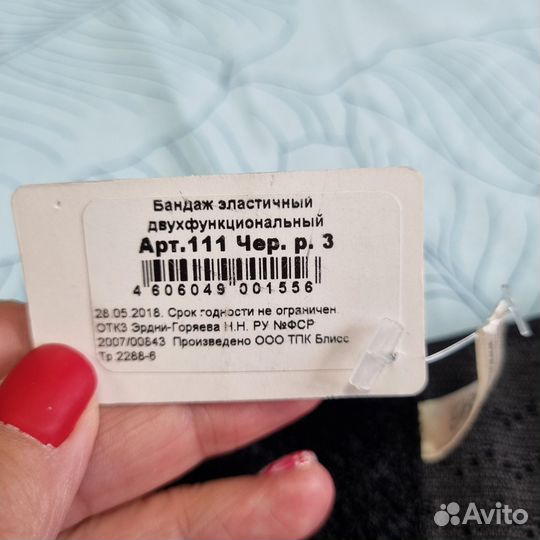 Бандаж эластичный
двухфункциональный
Арт.111 Чер. р. 3
4 606049 001556
28.05.2018. Срок годности не ограничен.
ОТК3 Эрдни-Горяева Н.Н. РУ №ФСР
2007/00843 Произведено ООО ТПК Блисс
Тр.2288-6
Avito